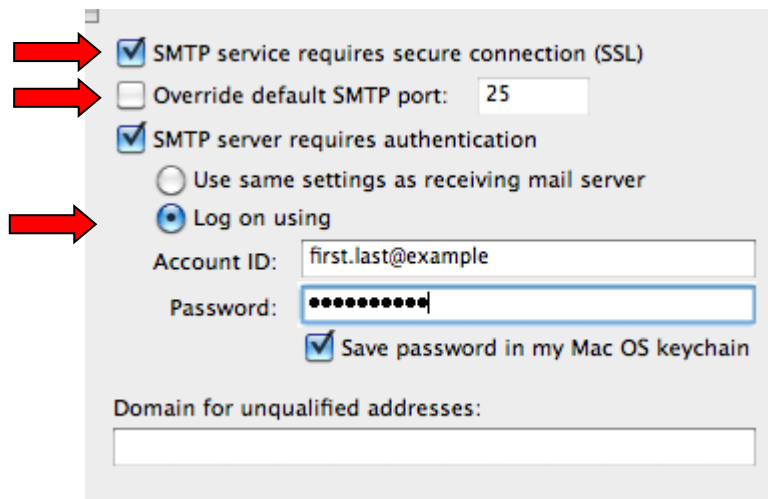 SMTP service requires secure connection (SSL)
Override default SMTP port: 25
SMTP server requires authentication
Use same settings as receiving mail server
Log on using
Account ID: first.last@example
Password: ••••••••••
Save password in my Mac OS keychain
Domain for unqualified addresses: